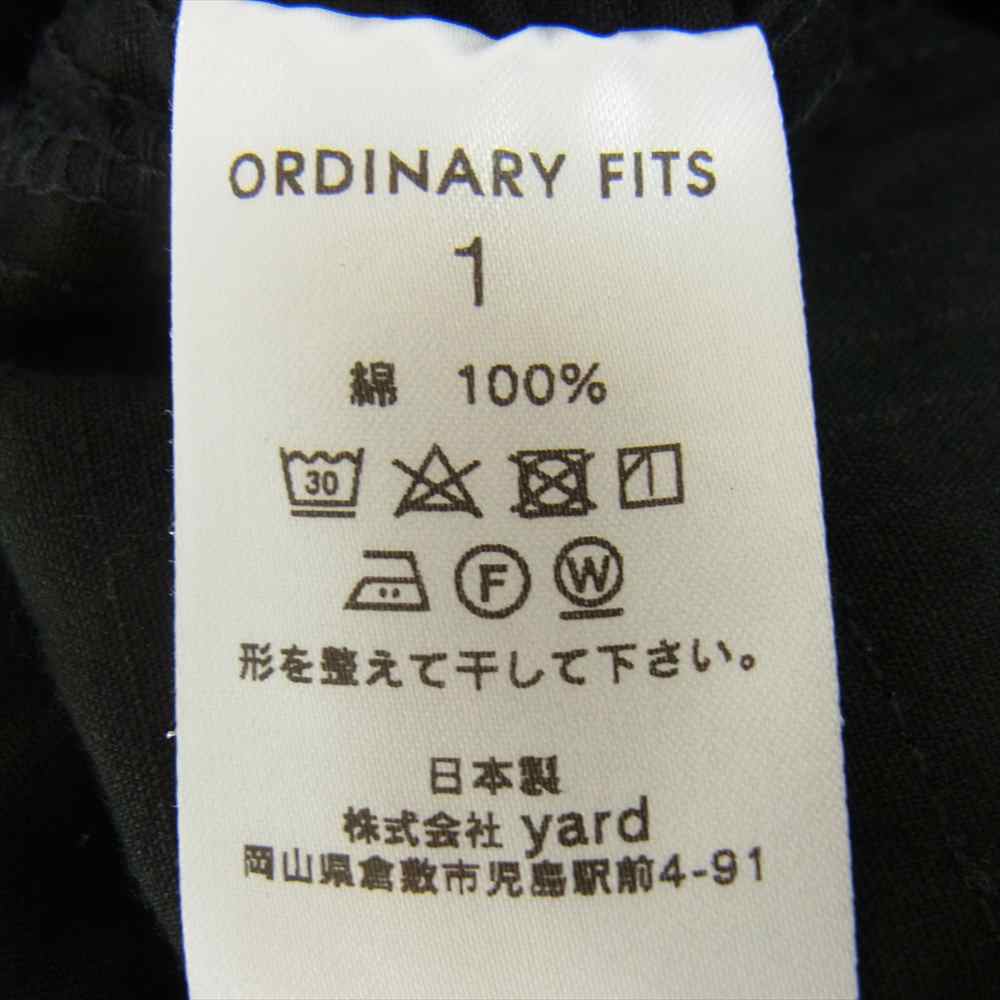 ORDINARY FITS
1
綿 100%
30
F W
形を整えて干して下さい。
日本製
株式会社 yard
岡山県倉敷市児島駅前4-91